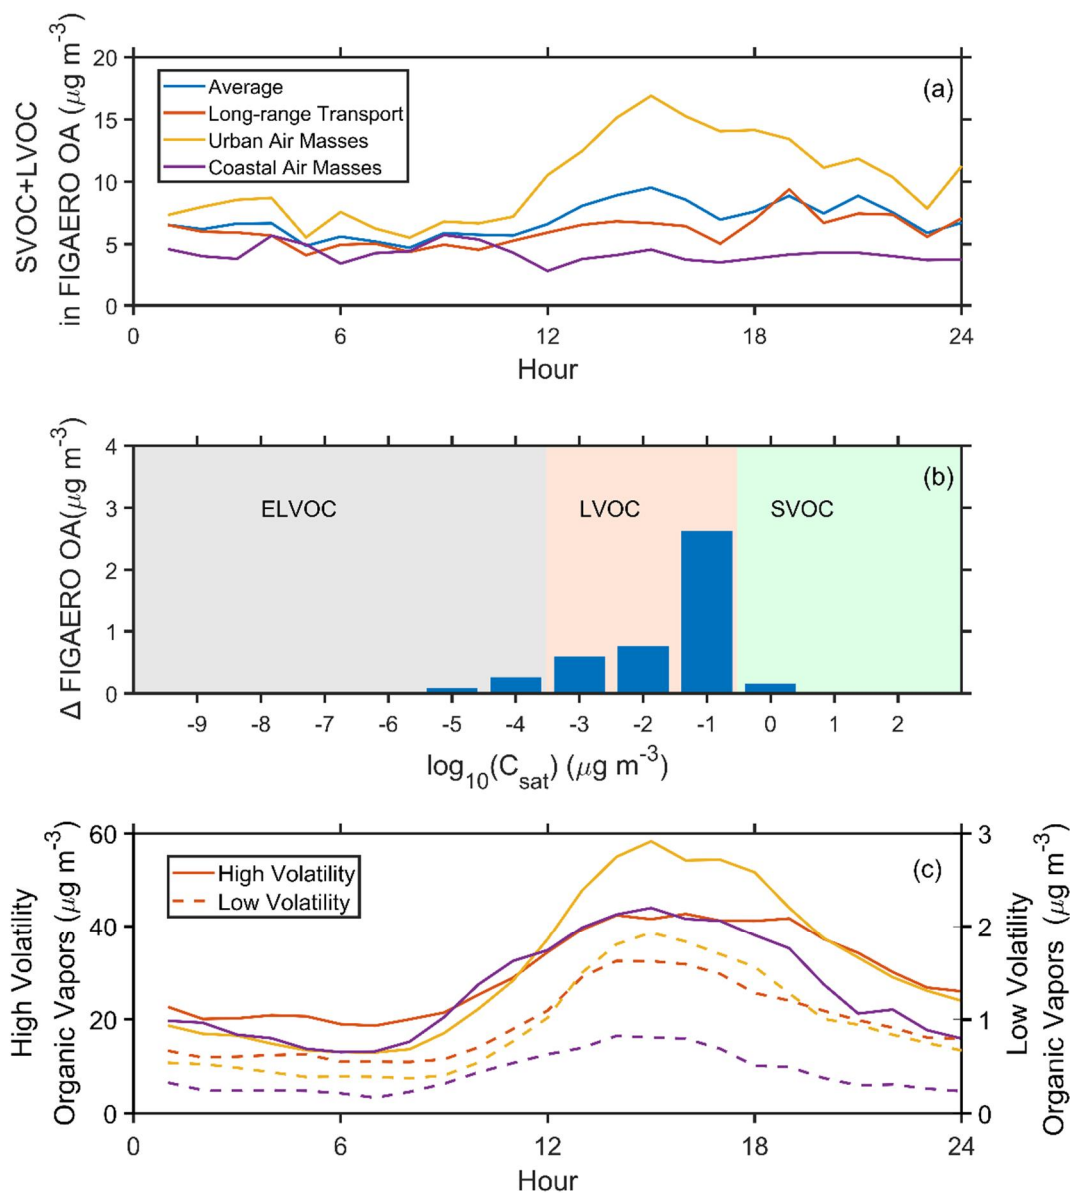 SVOC+LVOC
in FIGAERO OA (μg m⁻³)
20
15
10
5
0
Average
Long-range Transport
Urban Air Masses
Coastal Air Masses
(a)
0 6 12 18 24
Hour
Δ FIGAERO OA(μg m⁻³)
4
3
2
1
0
ELVOC LVOC SVOC
(b)
-9 -8 -7 -6 -5 -4 -3 -2 -1 0 1 2
log₁₀(Cₛₐₜ) (μg m⁻³)
High Volatility
Organic Vapors (μg m⁻³)
60
40
20
0
High Volatility
Low Volatility
(c)
3
2
1
0
Low Volatility
Organic Vapors (μg m⁻³)
0 6 12 18 24
Hour